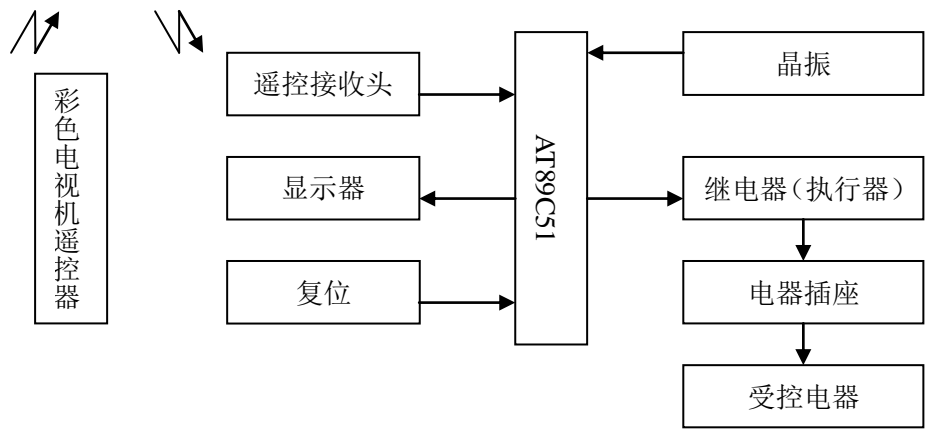 彩色电视机遥控器
遥控接收头
显示器
复位
AT89C51
晶振
继电器（执行器）
电器插座
受控电器